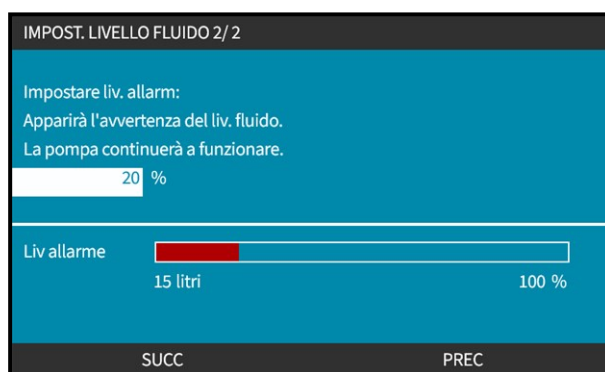 IMPOST. LIVELLO FLUIDO 2/ 2
Impostare liv. allarm:
Apparirà l'avvertenza del liv. fluido.
La pompa continuerà a funzionare.
20 %
Liv allarme
15 litri 100 %
SUCC PREC